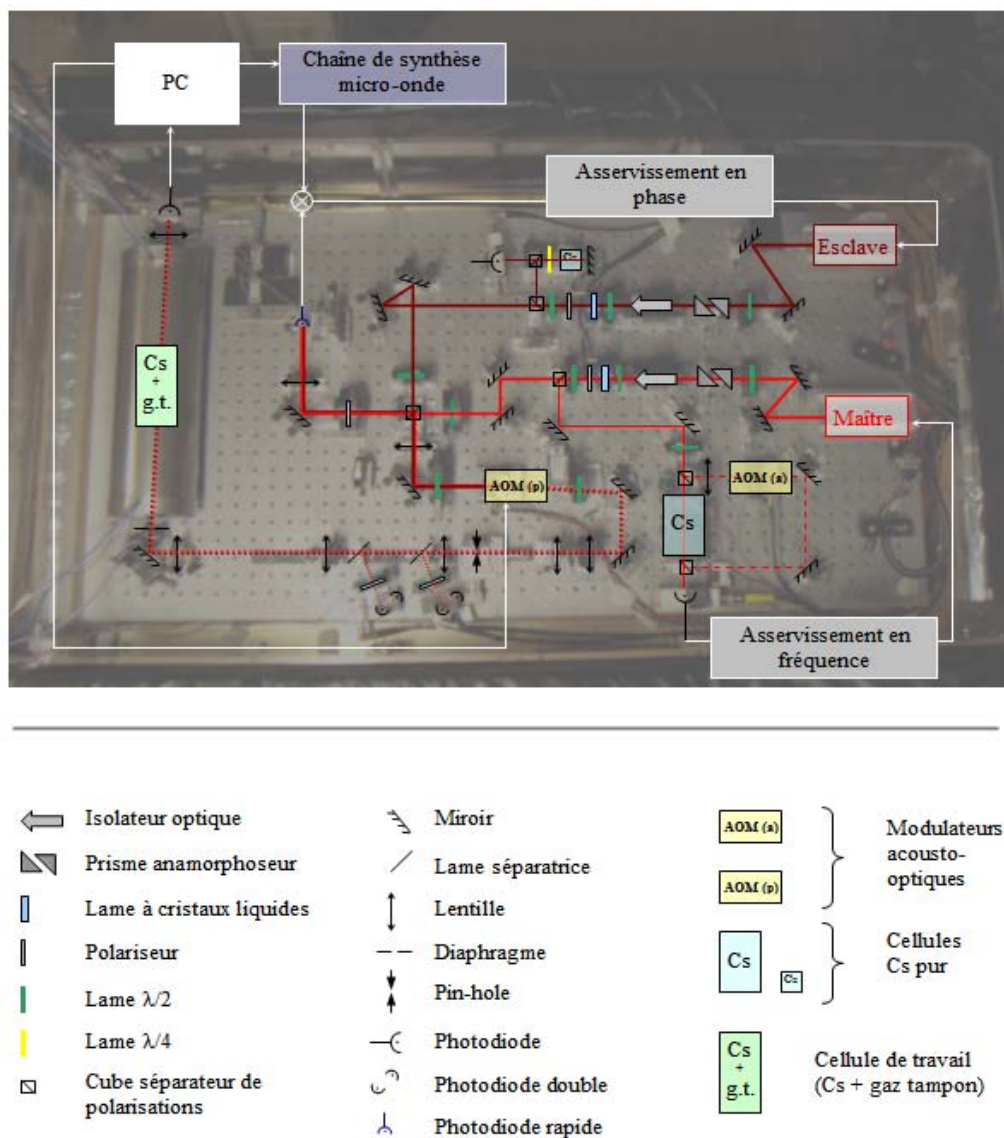 PC
Chaîne de synthèse
micro-onde
Asservissement en
phase
Esclave
Cs
Cs
+
g.t.
Maître
AOM (p)
AOM (a)
Cs
Asservissement en
fréquence
Isolateur optique
Prisme anamorphoseur
Lame à cristaux liquides
Polariseur
Lame λ/2
Lame λ/4
Cube séparateur de
polarisations
Miroir
Lame séparatrice
Lentille
Diaphragme
Pin-hole
Photodiode
Photodiode double
Photodiode rapide
AOM (a)
AOM (p)
Modulateurs
acousto-
optiques
Cs
Cs
Cellules
Cs pur
Cs
+
g.t.
Cellule de travail
(Cs + gaz tampon)